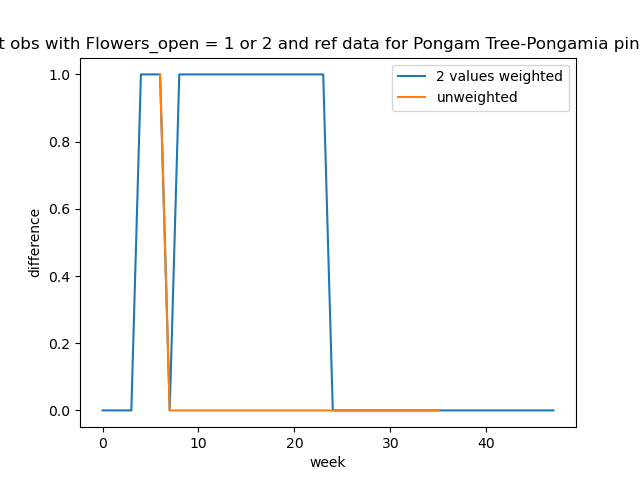 t obs with Flowers_open = 1 or 2 and ref data for Pongam Tree-Pongamia pin
2 values weighted
unweighted
1.0
0.8
0.6
0.4
0.2
0.0
difference
0 10 20 30 40
week